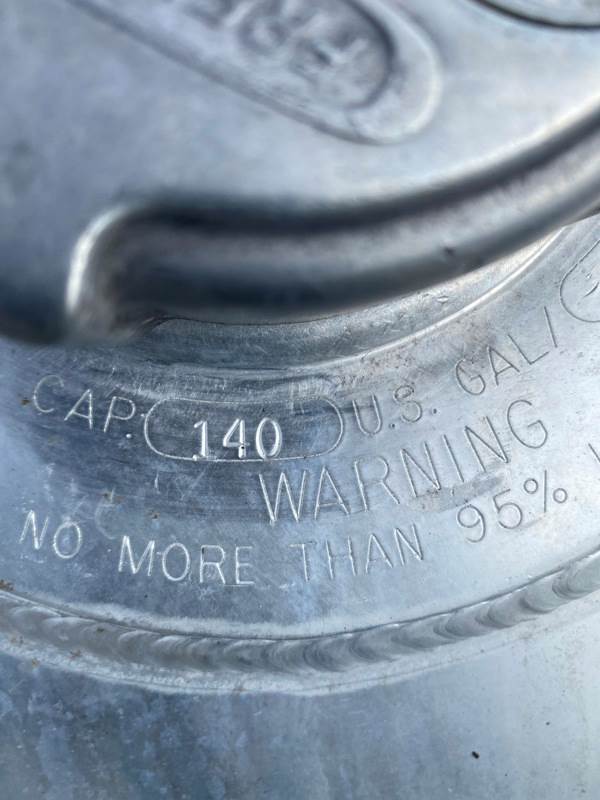 CAP. 140 U.S. GAL/
WARNING
NO MORE THAN 95%